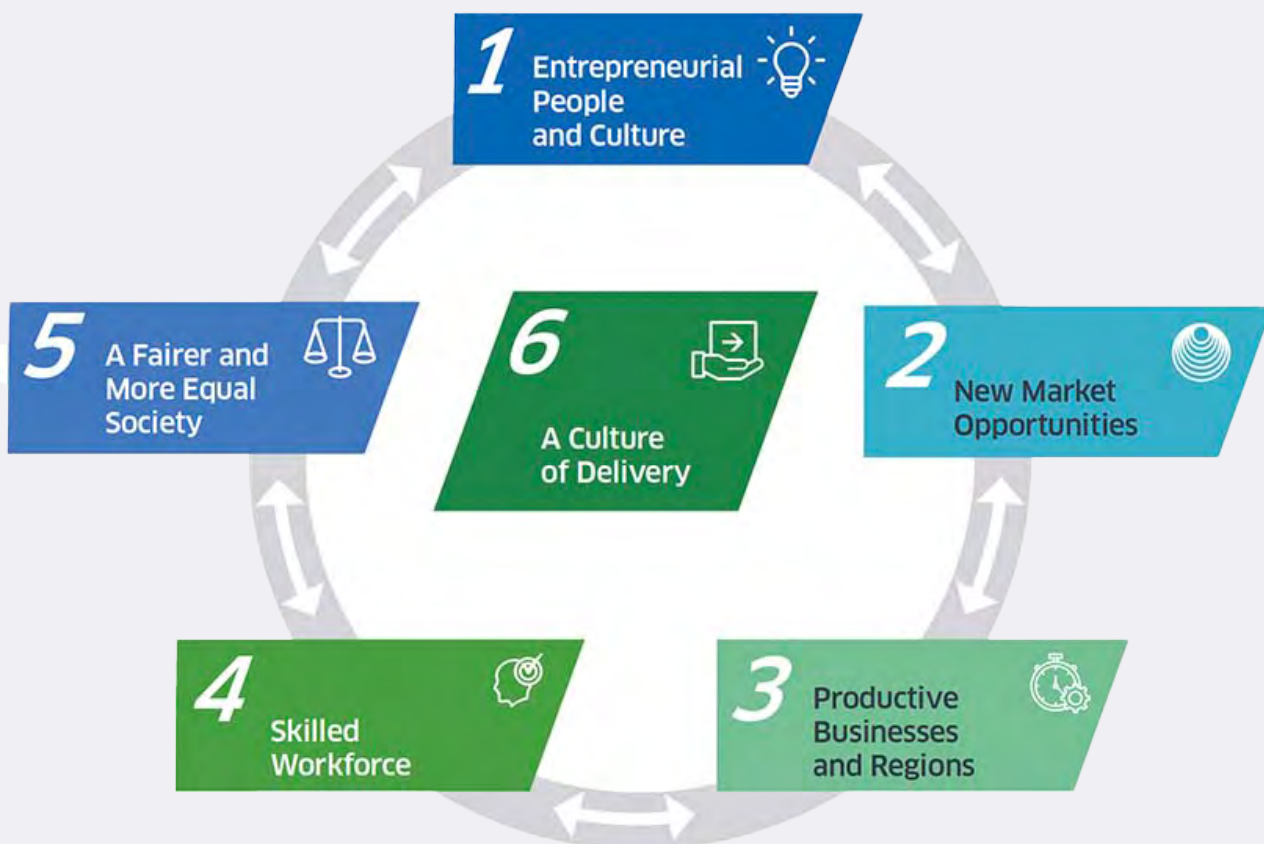 1
Entrepreneurial
People
and Culture
2
New Market
Opportunities
3
Productive
Businesses
and Regions
4
Skilled
Workforce
5
A Fairer and
More Equal
Society
6
A Culture
of Delivery